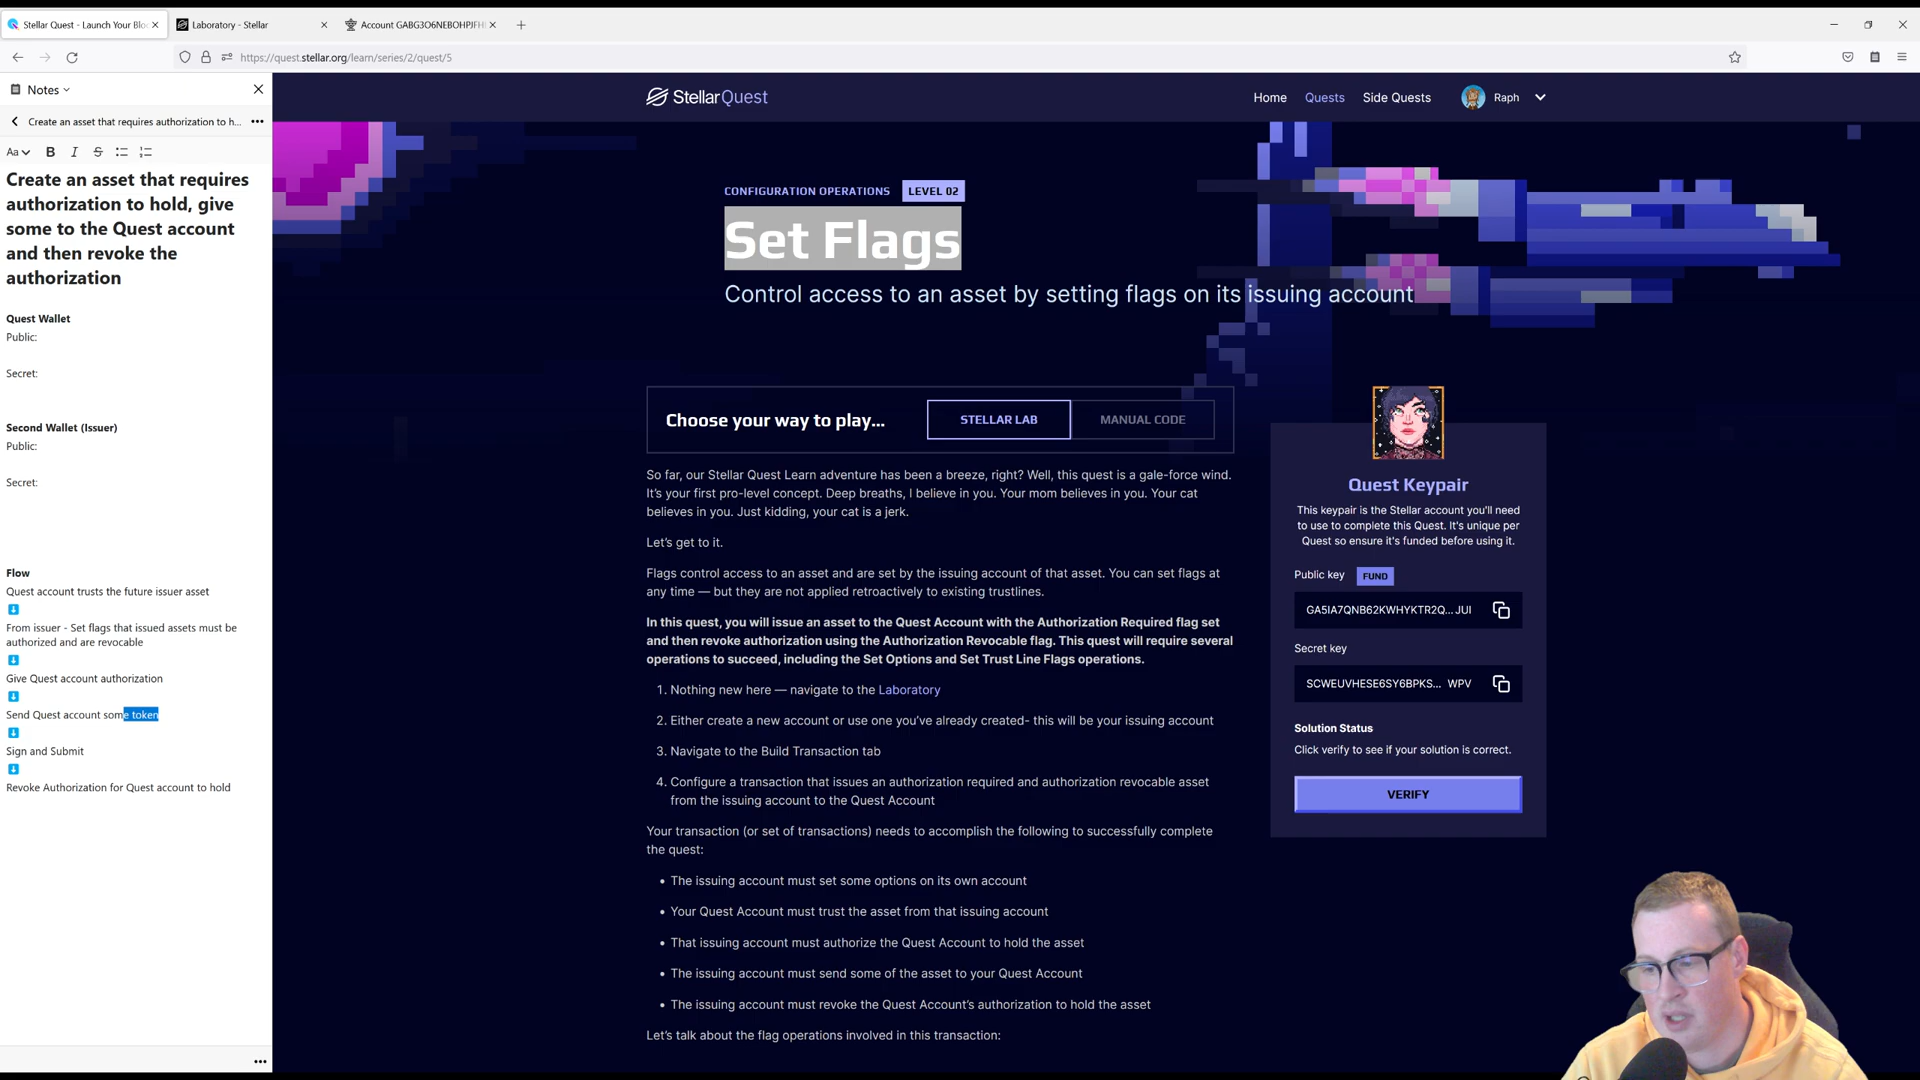 Stellar Quest - Launch Your Bloc
Laboratory - Stellar
Account GABG3O6NEBOHPJFHI
https://quest.stellar.org/learn/series/2/quest/5
Notes
Create an asset that requires authorization to h...
Aa
B
I
S
Create an asset that requires
authorization to hold, give
some to the Quest account
and then revoke the
authorization
Quest Wallet
Public:
Secret:
Second Wallet (Issuer)
Public:
Secret:
Flow
Quest account trusts the future issuer asset
From issuer - Set flags that issued assets must be
authorized and are revocable
Give Quest account authorization
Send Quest account some token
Sign and Submit
Revoke Authorization for Quest account to hold
StellarQuest
Home
Quests
Side Quests
Raph
CONFIGURATION OPERATIONS
LEVEL 02
Set Flags
Control access to an asset by setting flags on its issuing account
Choose your way to play...
STELLAR LAB
MANUAL CODE
So far, our Stellar Quest Learn adventure has been a breeze, right? Well, this quest is a gale-force wind.
It's your first pro-level concept. Deep breaths, I believe in you. Your mom believes in you. Your cat
believes in you. Just kidding, your cat is a jerk.
Let's get to it.
Flags control access to an asset and are set by the issuing account of that asset. You can set flags at
any time — but they are not applied retroactively to existing trustlines.
In this quest, you will issue an asset to the Quest Account with the Authorization Required flag set
and then revoke authorization using the Authorization Revocable flag. This quest will require several
operations to succeed, including the Set Options and Set Trust Line Flags operations.
1. Nothing new here — navigate to the Laboratory
2. Either create a new account or use one you've already created- this will be your issuing account
3. Navigate to the Build Transaction tab
4. Configure a transaction that issues an authorization required and authorization revocable asset
from the issuing account to the Quest Account
Your transaction (or set of transactions) needs to accomplish the following to successfully complete
the quest:
• The issuing account must set some options on its own account
• Your Quest Account must trust the asset from that issuing account
• That issuing account must authorize the Quest Account to hold the asset
• The issuing account must send some of the asset to your Quest Account
• The issuing account must revoke the Quest Account's authorization to hold the asset
Let's talk about the flag operations involved in this transaction:
Quest Keypair
This keypair is the Stellar account you'll need
to use to complete this Quest. It's unique per
Quest so ensure it's funded before using it.
Public key
FUND
GA5IA7QNB62KWHYKTR2Q... JUI
Secret key
SCWEUVHESE6SY6BPKS... WPV
Solution Status
Click verify to see if your solution is correct.
VERIFY